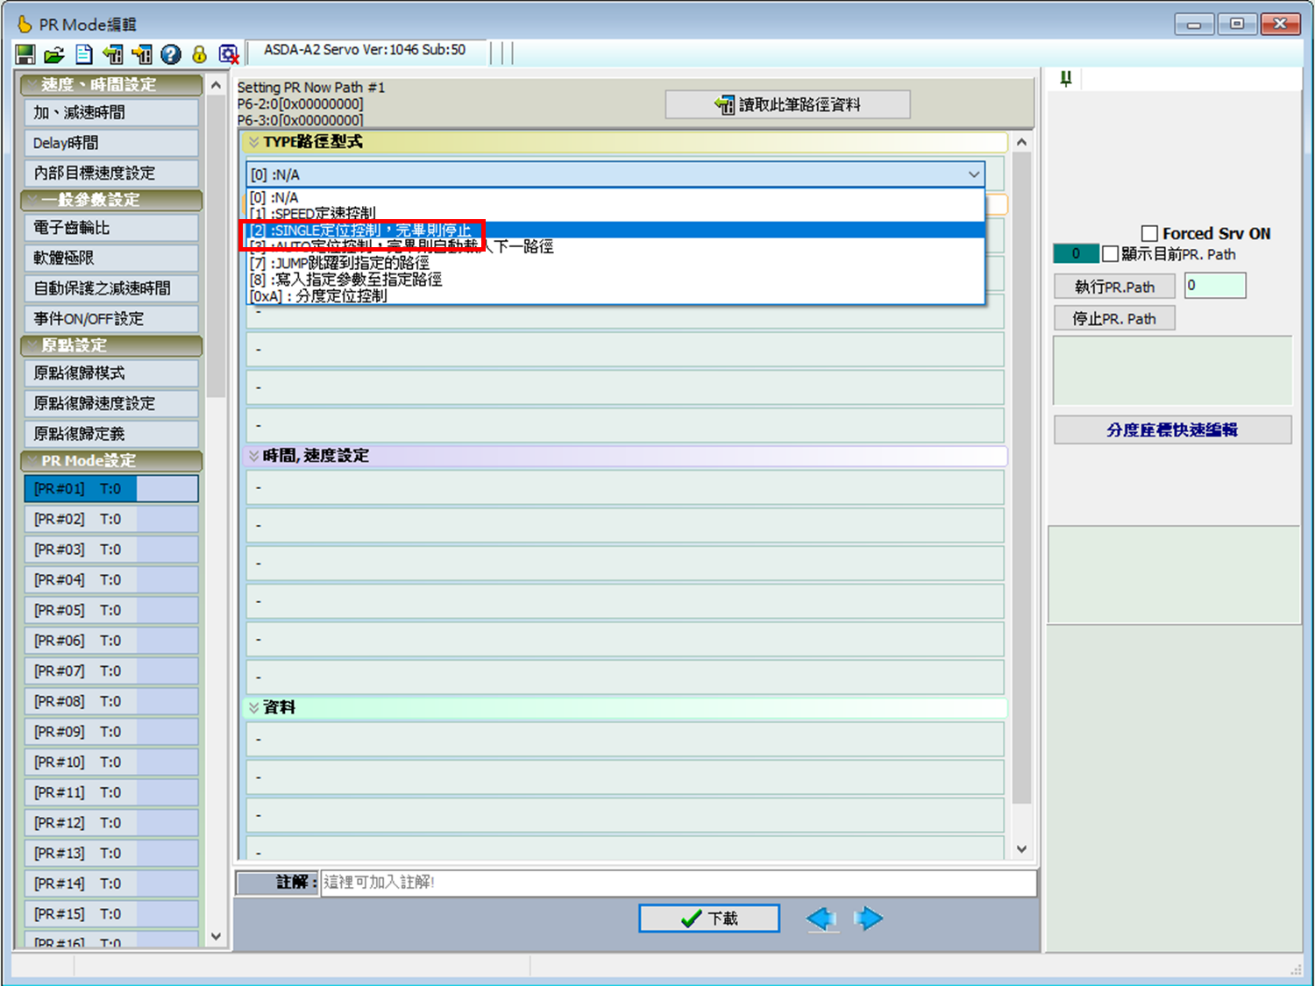 PR Mode編輯
ASDA-A2 Servo Ver:1046 Sub:50
速度、時間設定
加、減速時間
Delay時間
內部目標速度設定
一般參數設定
電子齒輪比
軟體極限
自動保護之減速時間
事件ON/OFF設定
原點設定
原點復歸模式
原點復歸速度設定
原點復歸定義
PR Mode設定
[PR#01] T:0
[PR#02] T:0
[PR#03] T:0
[PR#04] T:0
[PR#05] T:0
[PR#06] T:0
[PR#07] T:0
[PR#08] T:0
[PR#09] T:0
[PR#10] T:0
[PR#11] T:0
[PR#12] T:0
[PR#13] T:0
[PR#14] T:0
[PR#15] T:0
[PR#16] T:0
Setting PR Now Path #1
P6-2:0[0x00000000]
P6-3:0[0x00000000]
讀取此筆路徑資料
TYPE路徑型式
[0] :N/A
[0] :N/A
[1] :SPEED定速控制
[2] :SINGLE定位控制，完畢則停止
[3] :AUTO定位控制，完畢則自動載入下一路徑
[7] :JUMP跳躍到指定的路徑
[8] :寫入指定參數至指定路徑
[0xA] : 分度定位控制
-
-
-
-
時間, 速度設定
-
-
-
-
-
-
資料
-
-
-
-
註解 :
這裡可加入註解!
下載
Forced Srv ON
0
顯示目前PR. Path
執行PR.Path
0
停止PR. Path
分度座標快速編輯